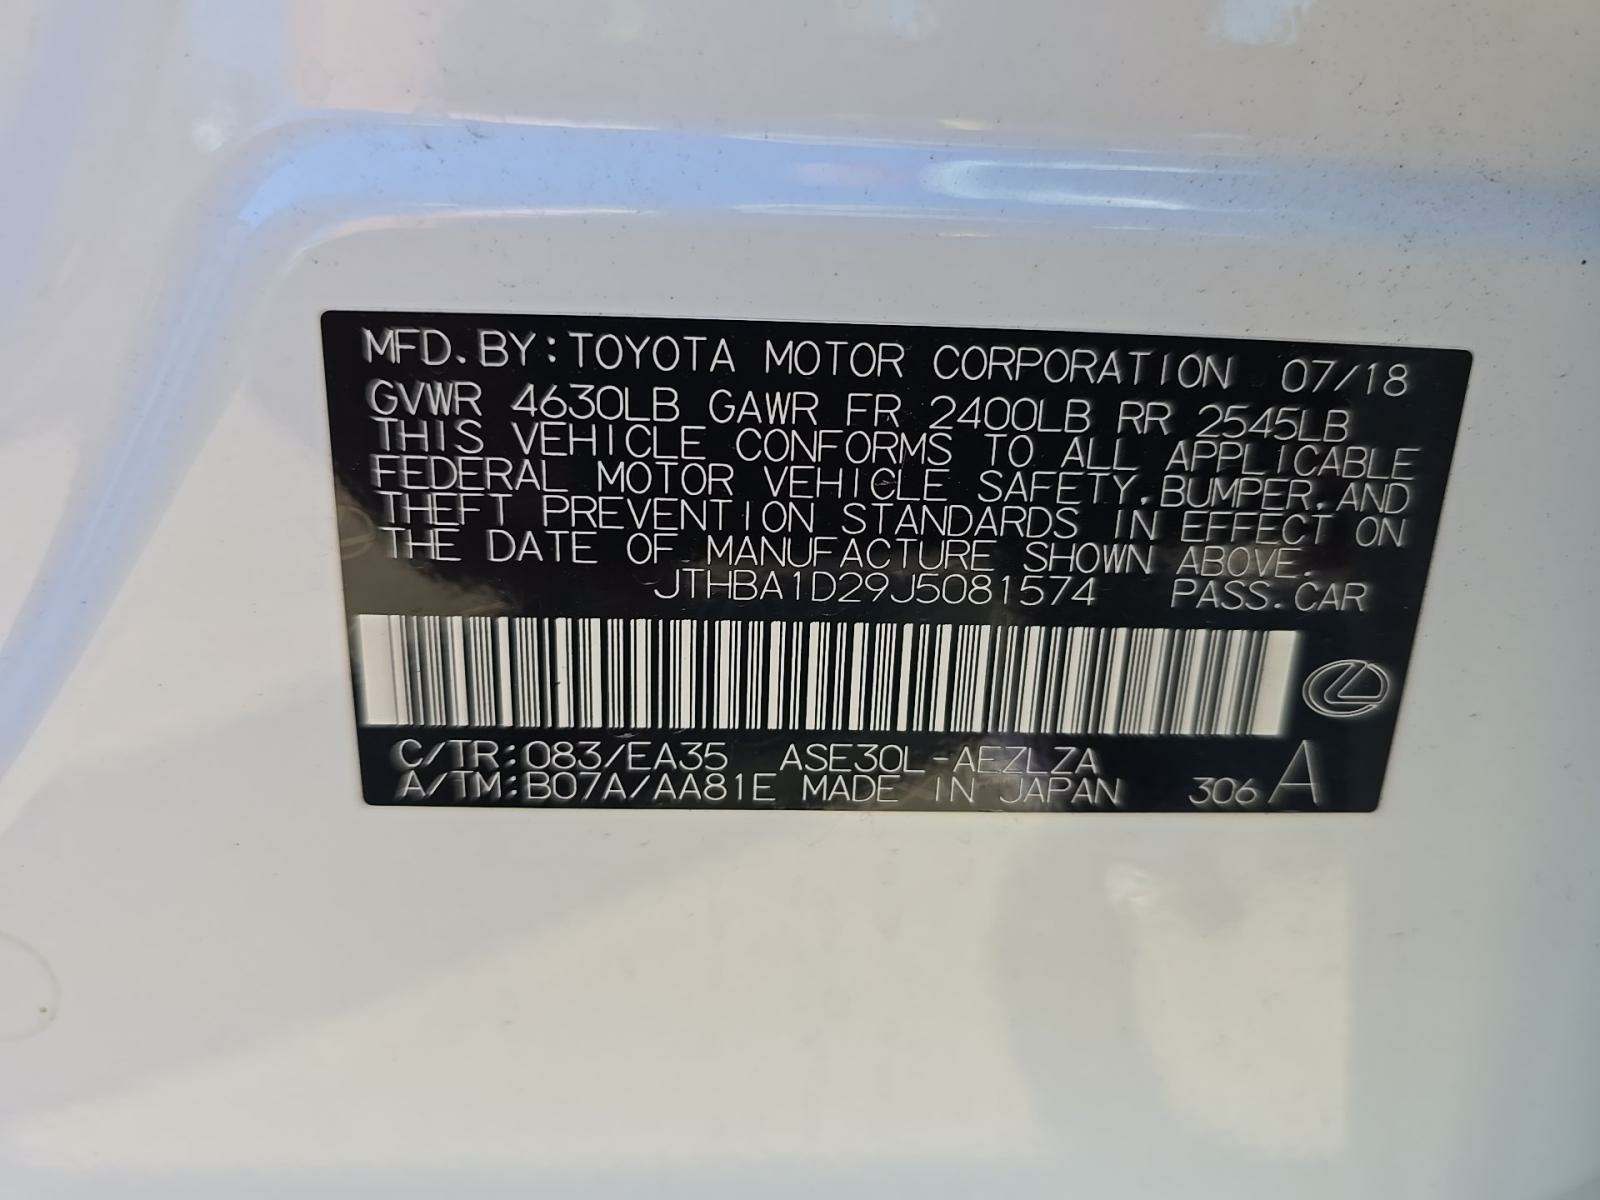 MFD. BY: TOYOTA MOTOR CORPORATION 07/18
GVWR 4630LB GAWR FR 2400LB RR 2545LB
THIS VEHICLE CONFORMS TO ALL APPLICABLE
FEDERAL MOTOR VEHICLE SAFETY, BUMPER, AND
THEFT PREVENTION STANDARDS IN EFFECT ON
THE DATE OF MANUFACTURE SHOWN ABOVE.
JTHBA1D29J5081574 PASS. CAR
C/TR: 083/EA35 ASE30L-AEZLZA
A/TM: B07A/AA81E MADE IN JAPAN 306 A